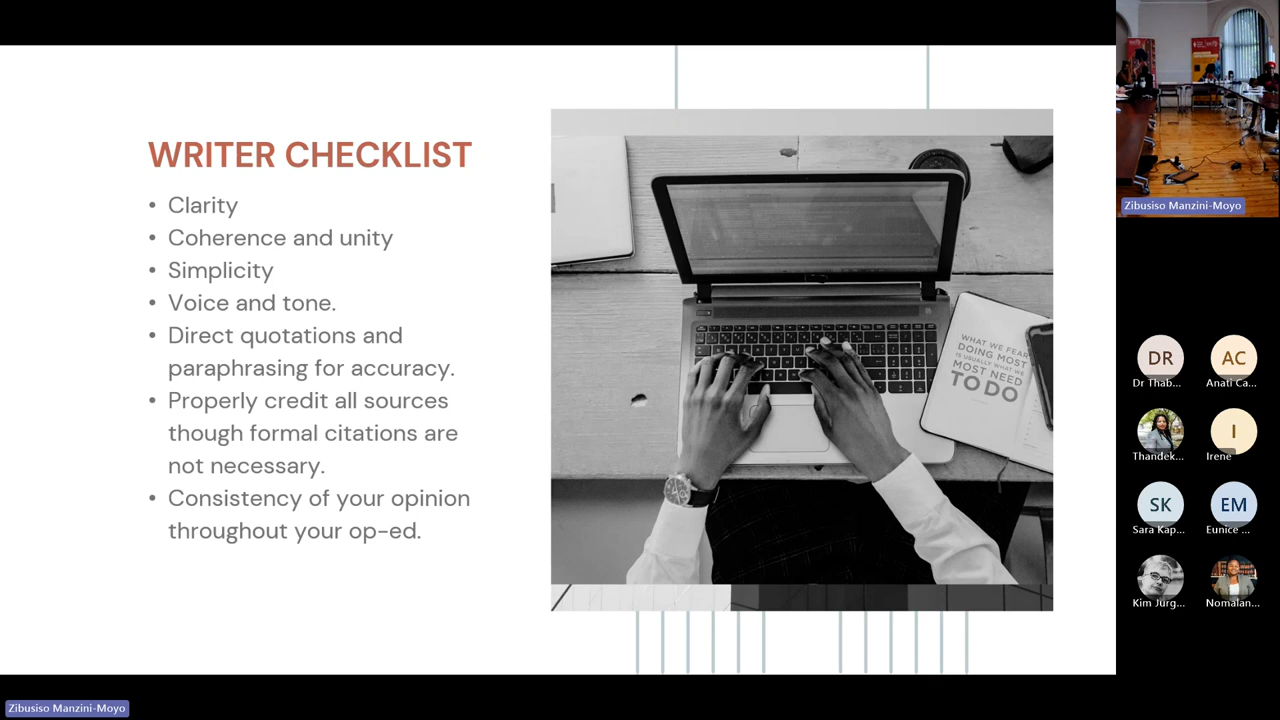 WRITER CHECKLIST
• Clarity
• Coherence and unity
• Simplicity
• Voice and tone.
• Direct quotations and
paraphrasing for accuracy.
• Properly credit all sources
though formal citations are
not necessary.
• Consistency of your opinion
throughout your op-ed.
WHAT WE FEAR
DOING MOST
IS USUALLY WHAT WE
MOST NEED
TO DO
Zibusiso Manzini-Moyo
DR
AC
Dr Thab...
Anati Ca...
I
Thandek...
Irene
SK
EM
Sara Kap...
Eunice ...
Kim Jürg...
Nomalan...
Zibusiso Manzini-Moyo